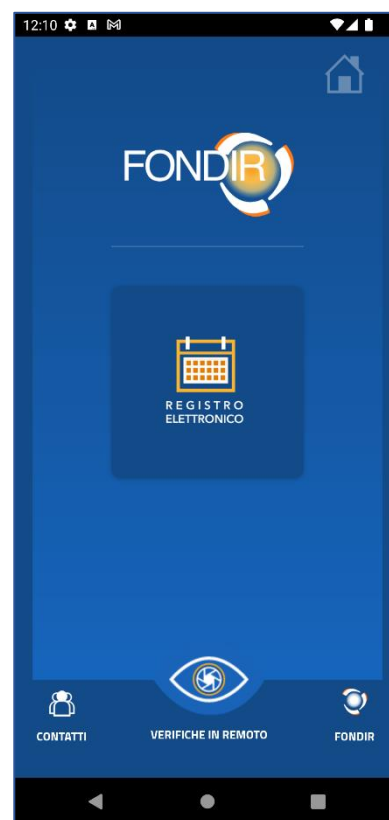 12:10
FONDIR
REGISTRO
ELETTRONICO
CONTATTI
VERIFICHE IN REMOTO
FONDIR